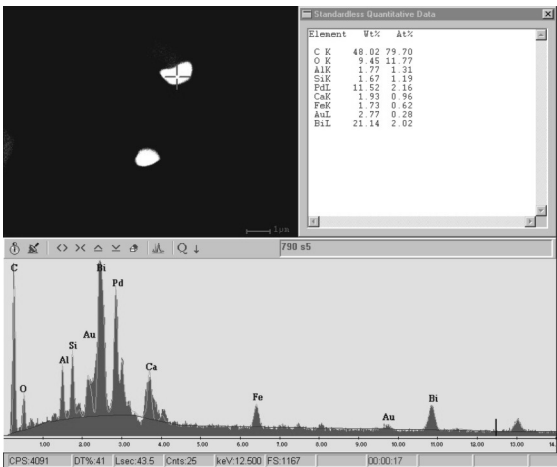 Standardless Quantitative Data
Element Wt% At%
C K 48.02 79.70
O K 9.45 11.77
AlK 1.77 1.31
SiK 1.67 1.19
PdL 11.52 2.16
CaK 1.93 0.96
FeK 1.73 0.62
AuL 2.77 0.28
BiL 21.14 2.02
1µm
790 s5
C
Bi
Pd
Au
Si
Al
Ca
O
Fe
Au
Bi
1.00 2.00 3.00 4.00 5.00 6.00 7.00 8.00 9.00 10.00 11.00 12.00 13.00 14.
CPS:4091 DT%:41 Lsec:43.5 Cnts:25 keV:12.500 FS:1167 00:00:17